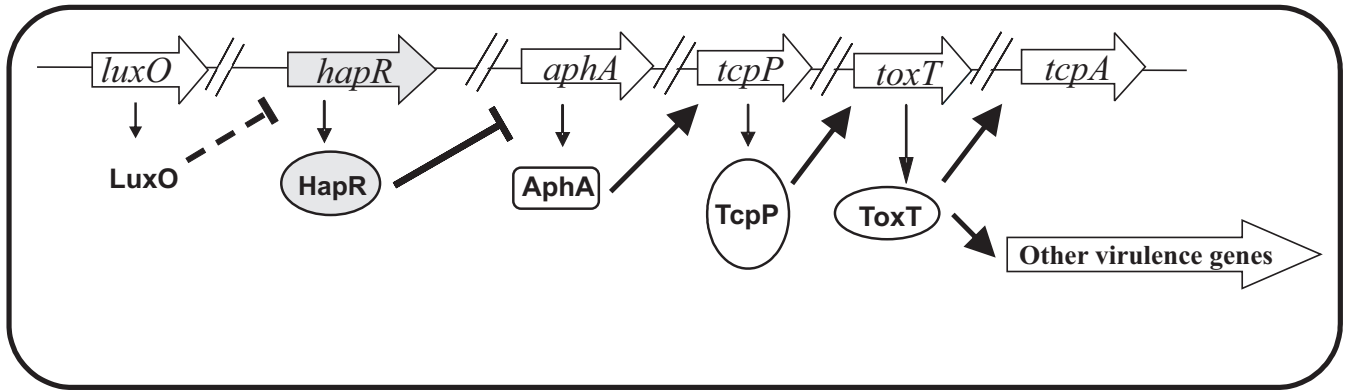 luxO
hapR
aphA
tcpP
toxT
tcpA
LuxO
HapR
AphA
TcpP
ToxT
Other virulence genes